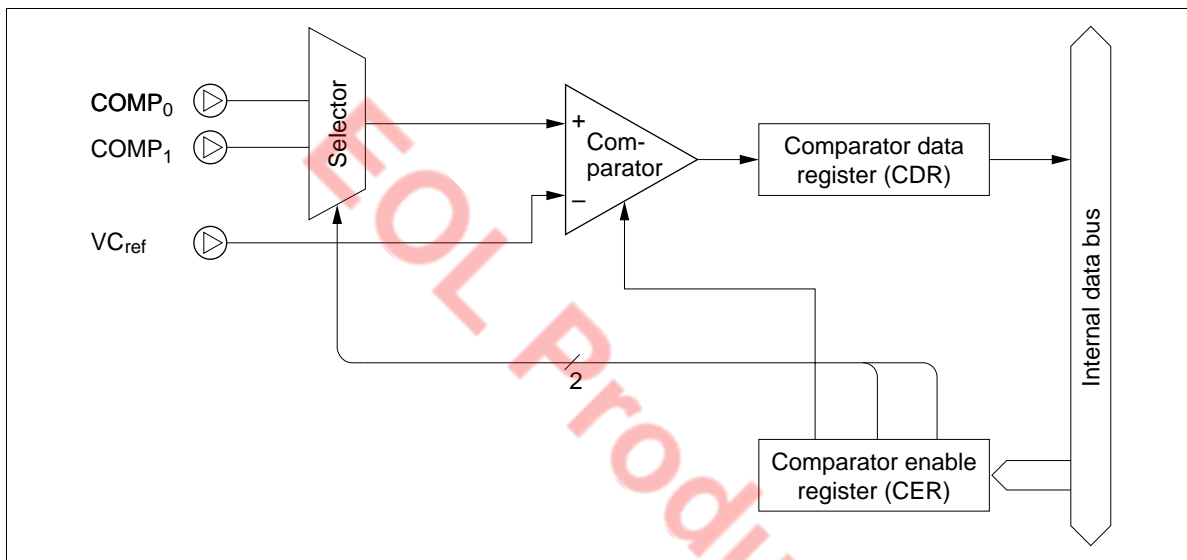 COMP0
COMP1
VCref
Selector
+
Com-
parator
–
Comparator data
register (CDR)
Internal data bus
2
Comparator enable
register (CER)
EOL Produ